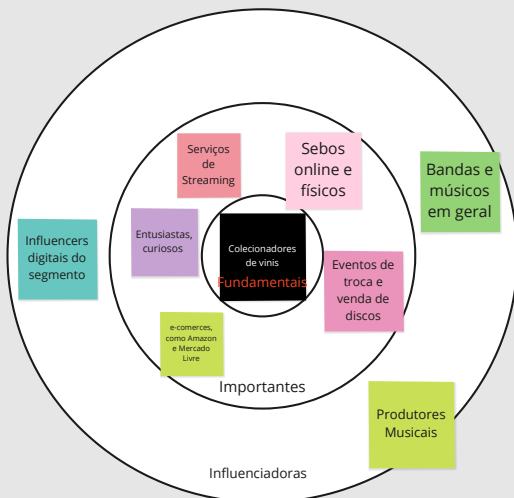 Serviços
de
Streaming
Sebos
online e
físicos
Bandas e
músicos
em geral
Influencers
digitais do
segmento
Entusiastas,
curiosos
Colecionadores
de vinis
Fundamentais
Eventos de
troca e
venda de
discos
e-comerces,
como Amazon
e Mercado
Livre
Importantes
Produtores
Musicais
Influenciadoras